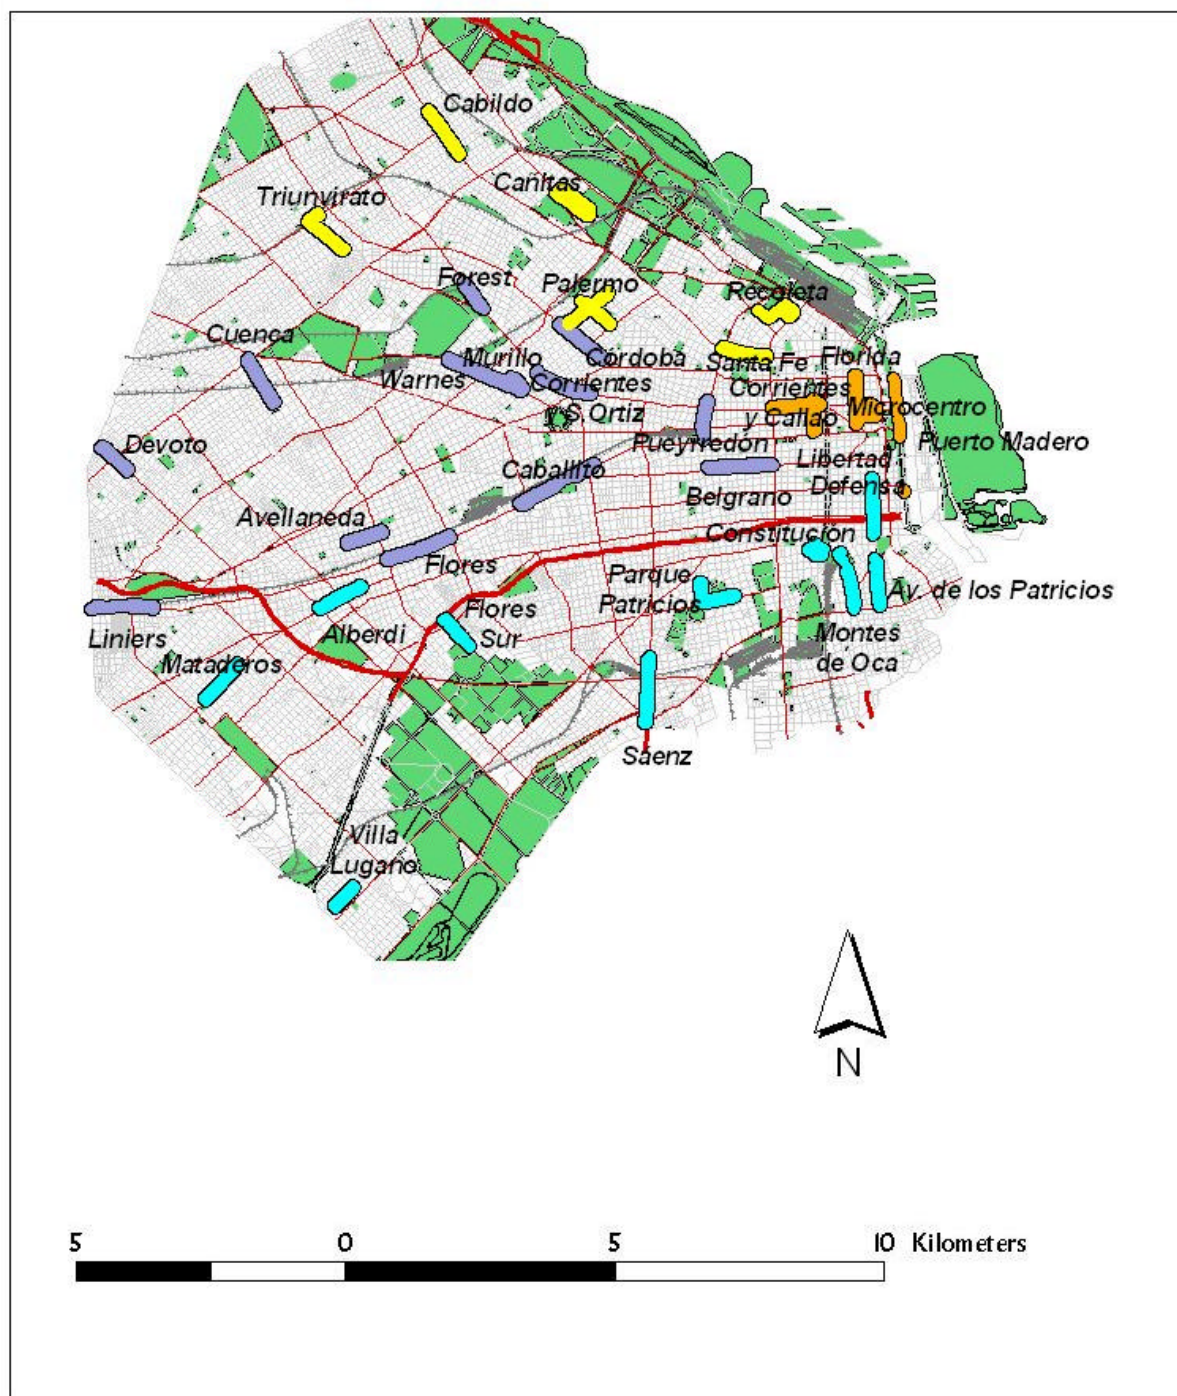 Cabildo
Cañitas
Triunvirato
Forest
Palermo
Recoleta
Cuenca
Murillo
Córdoba
Santa Fe
Florida
Warnes
Corrientes
y S Ortiz
Corrientes
y Callao
Microcentro
Devoto
Pueyrredón
Puerto Madero
Caballito
Libertad
Belgrano
Defensa
Avellaneda
Constitución
Flores
Parque
Patricios
Av. de los Patricios
Flores
Sur
Liniers
Alberdi
Montes
de Oca
Mataderos
Saenz
Villa
Lugano
N
5 0 5 10 Kilometers